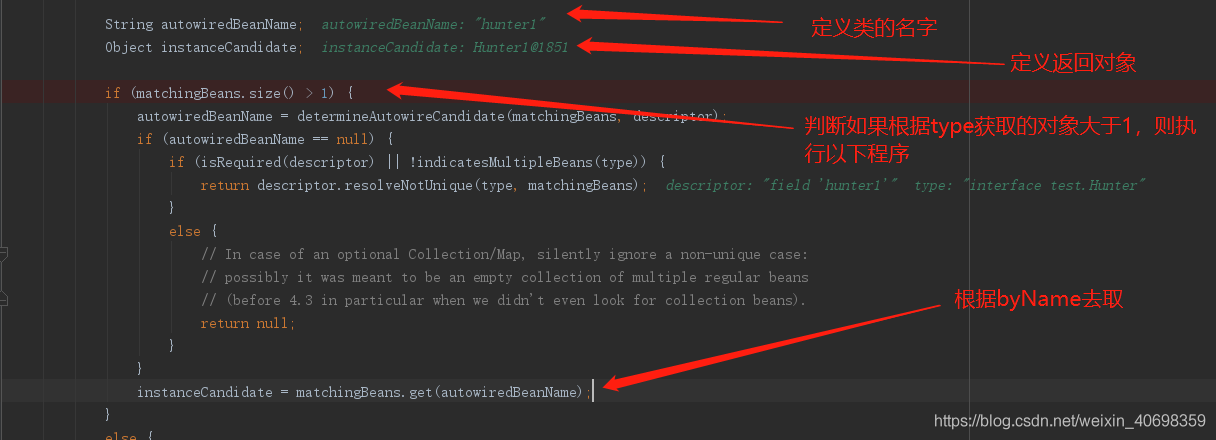 String autowiredBeanName; autowiredBeanName: "hunter1"
定义类的名字
Object instanceCandidate; instanceCandidate: Hunter1@1851
定义返回对象
if (matchingBeans.size() > 1) {
autowiredBeanName = determineAutowireCandidate(matchingBeans, descriptor);
判断如果根据type获取的对象大于1，则执
行以下程序
if (autowiredBeanName == null) {
if (isRequired(descriptor) || !indicatesMultipleBeans(type)) {
return descriptor.resolveNotUnique(type, matchingBeans); descriptor: "field 'hunter1'" type: "interface test.Hunter"
}
else {
// In case of an optional Collection/Map, silently ignore a non-unique case:
// possibly it was meant to be an empty collection of multiple regular beans
// (before 4.3 in particular when we didn't even look for collection beans).
根据byName去取
return null;
}
}
instanceCandidate = matchingBeans.get(autowiredBeanName);
}
else {
https://blog.csdn.net/weixin_40698359